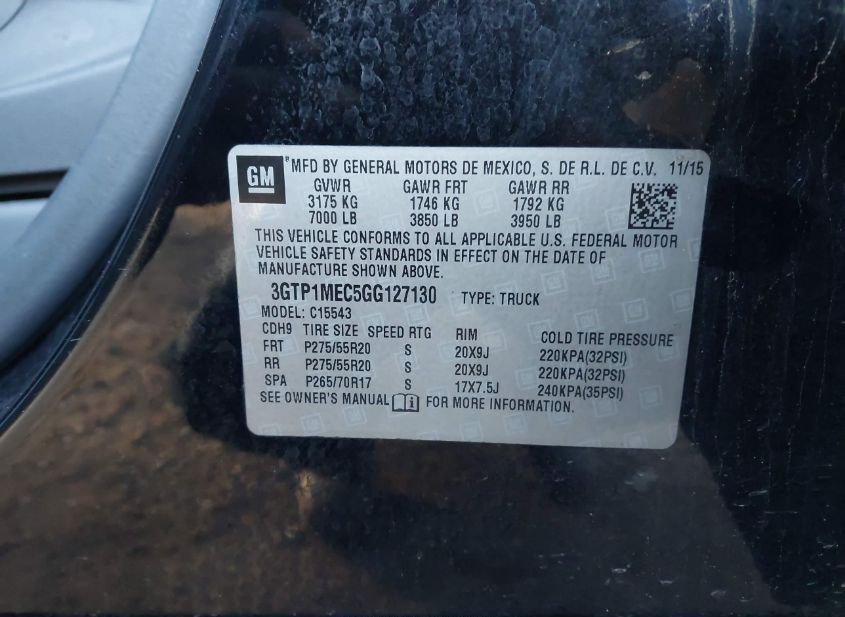 GM ® MFD BY GENERAL MOTORS DE MEXICO, S. DE R.L. DE C.V. 11/15
GVWR GAWR FRT GAWR RR
3175 KG 1746 KG 1792 KG
7000 LB 3850 LB 3950 LB
THIS VEHICLE CONFORMS TO ALL APPLICABLE U.S. FEDERAL MOTOR
VEHICLE SAFETY STANDARDS IN EFFECT ON THE DATE OF
MANUFACTURE SHOWN ABOVE.
3GTP1MEC5GG127130 TYPE: TRUCK
MODEL: C15543
CDH9 TIRE SIZE SPEED RTG RIM COLD TIRE PRESSURE
FRT P275/55R20 S 20X9J 220KPA(32PSI)
RR P275/55R20 S 20X9J 220KPA(32PSI)
SPA P265/70R17 S 17X7.5J 240KPA(35PSI)
SEE OWNER'S MANUAL FOR MORE INFORMATION.